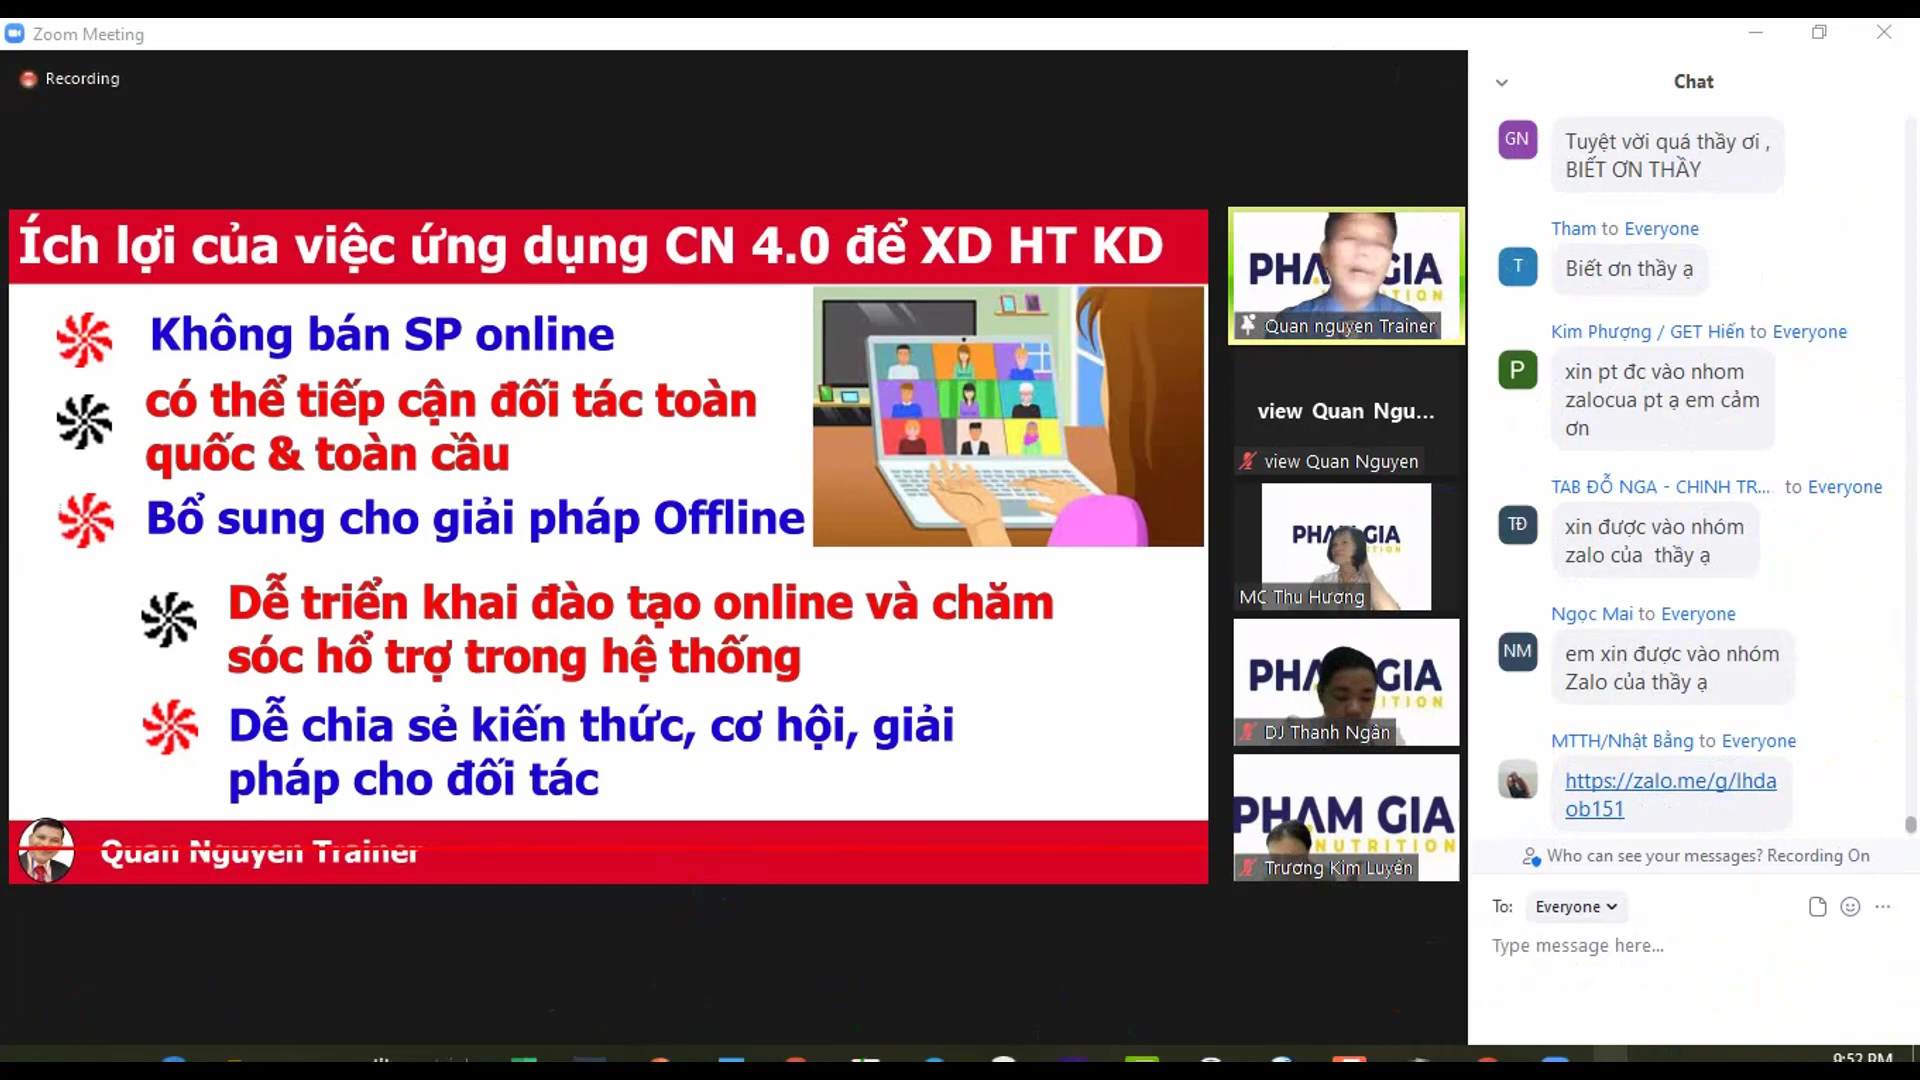 Zoom Meeting
Recording
Ích lợi của việc ứng dụng CN 4.0 để XD HT KD
Không bán SP online
có thể tiếp cận đối tác toàn
quốc & toàn cầu
Bổ sung cho giải pháp Offline
Dễ triển khai đào tạo online và chăm
sóc hổ trợ trong hệ thống
Dễ chia sẻ kiến thức, cơ hội, giải
pháp cho đối tác
Quan Nguyen Trainer
Quan nguyen Trainer
view Quan Ngu...
view Quan Nguyen
MC Thu Hương
DJ Thanh Ngân
PHAM GIA
NUTRITION
Trương Kim Luyến
Chat
GN
Tuyệt vời quá thầy ơi ,
BIẾT ƠN THẦY
Tham to Everyone
T
Biết ơn thầy ạ
Kim Phượng / GET Hiến to Everyone
P
xin pt đc vào nhom
zalocua pt ạ em cảm
ơn
TAB ĐỖ NGA - CHINH TR... to Everyone
TĐ
xin được vào nhóm
zalo của thầy ạ
Ngọc Mai to Everyone
NM
em xin được vào nhóm
Zalo của thầy ạ
MTTH/Nhật Bằng to Everyone
https://zalo.me/g/lhda
ob151
Who can see your messages? Recording On
To: Everyone
Type message here...
9:52 PM